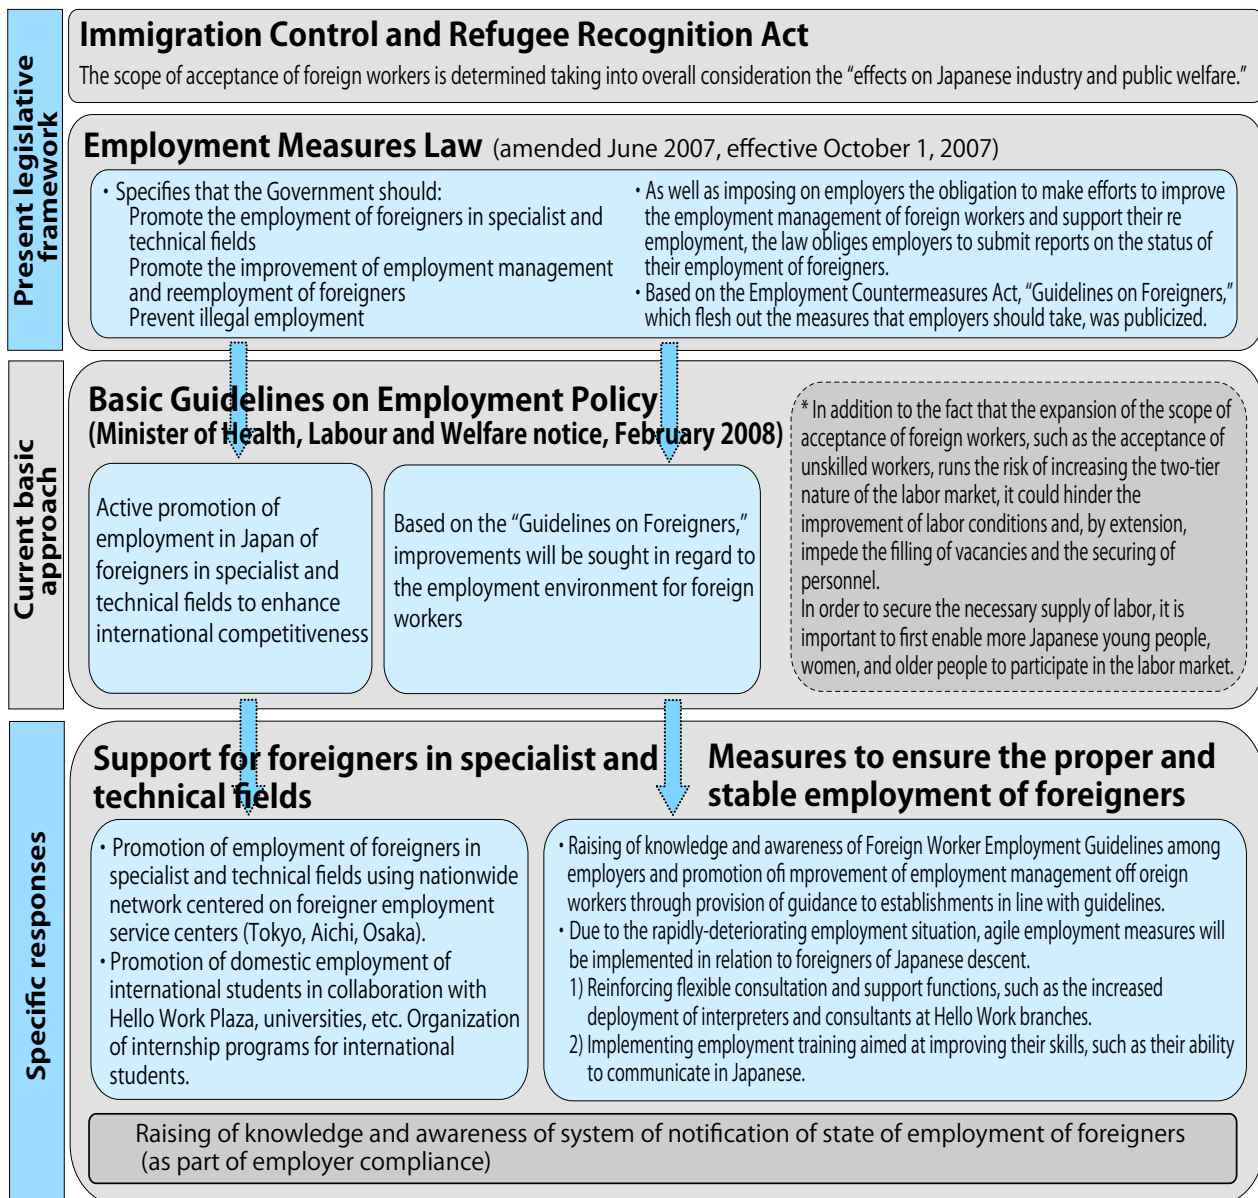 Present legislative
framework
Immigration Control and Refugee Recognition Act
The scope of acceptance of foreign workers is determined taking into overall consideration the “effects on Japanese industry and public welfare.”
Employment Measures Law (amended June 2007, effective October 1, 2007)
・Specifies that the Government should:
Promote the employment of foreigners in specialist and
technical fields
Promote the improvement of employment management
and reemployment of foreigners
Prevent illegal employment
・As well as imposing on employers the obligation to make efforts to improve
the employment management of foreign workers and support their re
employment, the law obliges employers to submit reports on the status of
their employment of foreigners.
・Based on the Employment Countermeasures Act, “Guidelines on Foreigners,”
which flesh out the measures that employers should take, was publicized.
Current basic
approach
Basic Guidelines on Employment Policy
(Minister of Health, Labour and Welfare notice, February 2008)
Active promotion of
employment in Japan of
foreigners in specialist and
technical fields to enhance
international competitiveness
Based on the “Guidelines on Foreigners,”
improvements will be sought in regard to
the employment environment for foreign
workers
* In addition to the fact that the expansion of the scope of
acceptance of foreign workers, such as the acceptance of
unskilled workers, runs the risk of increasing the two-tier
nature of the labor market, it could hinder the
improvement of labor conditions and, by extension,
impede the filling of vacancies and the securing of
personnel.
In order to secure the necessary supply of labor, it is
important to first enable more Japanese young people,
women, and older people to participate in the labor market.
Specific responses
Support for foreigners in specialist and
technical fields
・Promotion of employment of foreigners in
specialist and technical fields using nationwide
network centered on foreigner employment
service centers (Tokyo, Aichi, Osaka).
・Promotion of domestic employment of
international students in collaboration with
Hello Work Plaza, universities, etc. Organization
of internship programs for international
students.
Measures to ensure the proper and
stable employment of foreigners
・Raising of knowledge and awareness of Foreign Worker Employment Guidelines among
employers and promotion ofi mprovement of employment management off oreign
workers through provision of guidance to establishments in line with guidelines.
・Due to the rapidly-deteriorating employment situation, agile employment measures will
be implemented in relation to foreigners of Japanese descent.
1) Reinforcing flexible consultation and support functions, such as the increased
deployment of interpreters and consultants at Hello Work branches.
2) Implementing employment training aimed at improving their skills, such as their ability
to communicate in Japanese.
Raising of knowledge and awareness of system of notification of state of employment of foreigners
(as part of employer compliance)